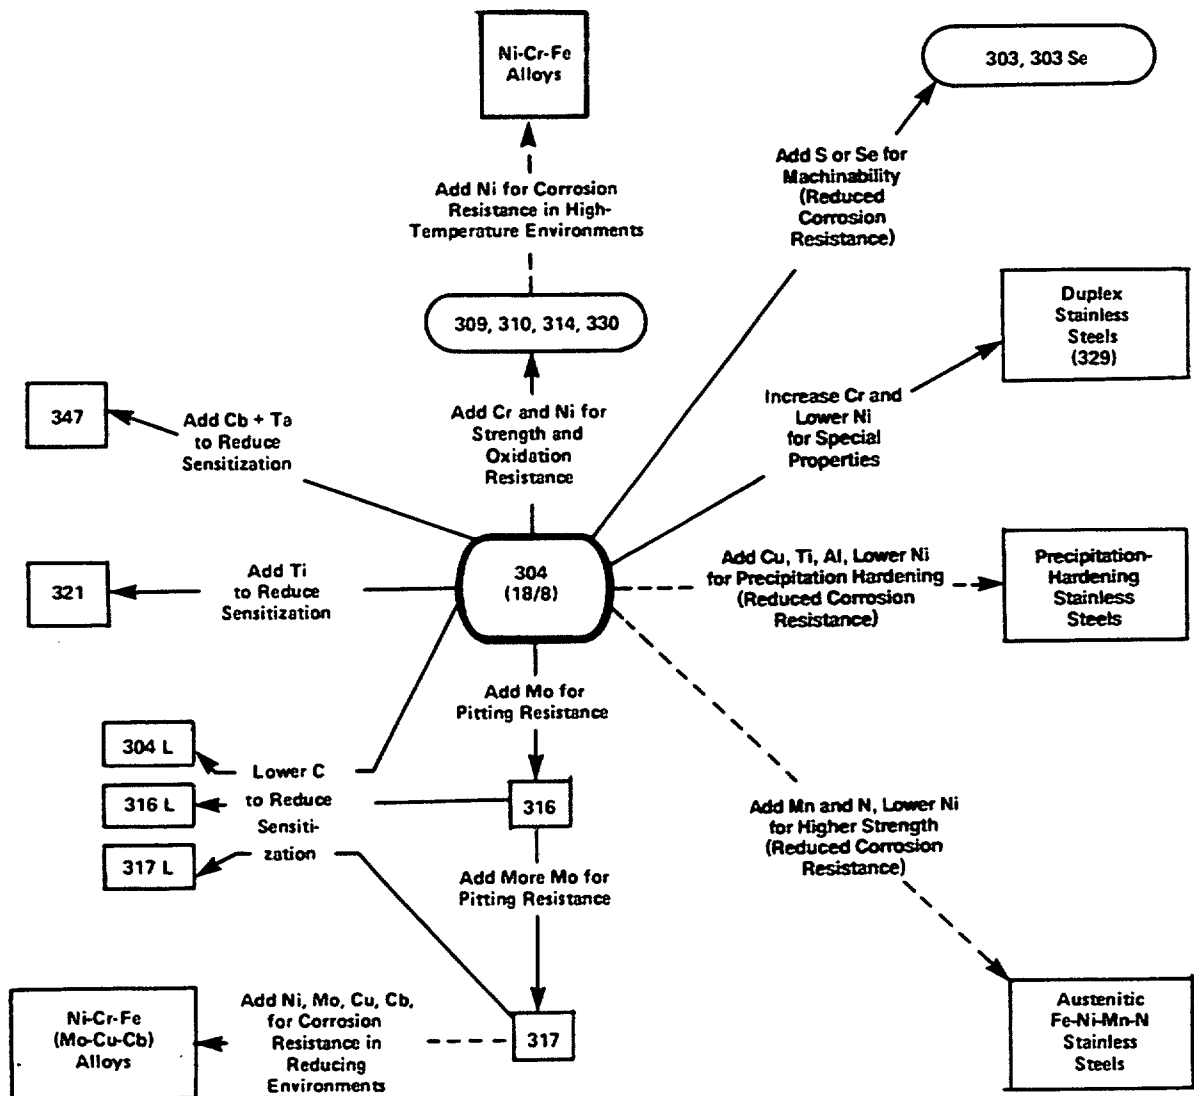 Ni-Cr-Fe
Alloys
303, 303 Se
Add S or Se for
Machinability
(Reduced
Corrosion
Resistance)
Add Ni for Corrosion
Resistance in High-
Temperature Environments
309, 310, 314, 330
Duplex
Stainless
Steels
(329)
347
Add Cb + Ta
to Reduce
Sensitization
Add Cr and Ni for
Strength and
Oxidation
Resistance
Increase Cr and
Lower Ni
for Special
Properties
321
Add Ti
to Reduce
Sensitization
304
(18/8)
Add Cu, Ti, Al, Lower Ni
for Precipitation Hardening
(Reduced Corrosion
Resistance)
Precipitation-
Hardening
Stainless
Steels
Add Mo for
Pitting Resistance
304 L
316 L
317 L
Lower C
to Reduce
Sensiti-
zation
316
Add Mn and N, Lower Ni
for Higher Strength
(Reduced Corrosion
Resistance)
Add More Mo for
Pitting Resistance
Ni-Cr-Fe
(Mo-Cu-Cb)
Alloys
Add Ni, Mo, Cu, Cb,
for Corrosion
Resistance in
Reducing
Environments
317
Austenitic
Fe-Ni-Mn-N
Stainless
Steels